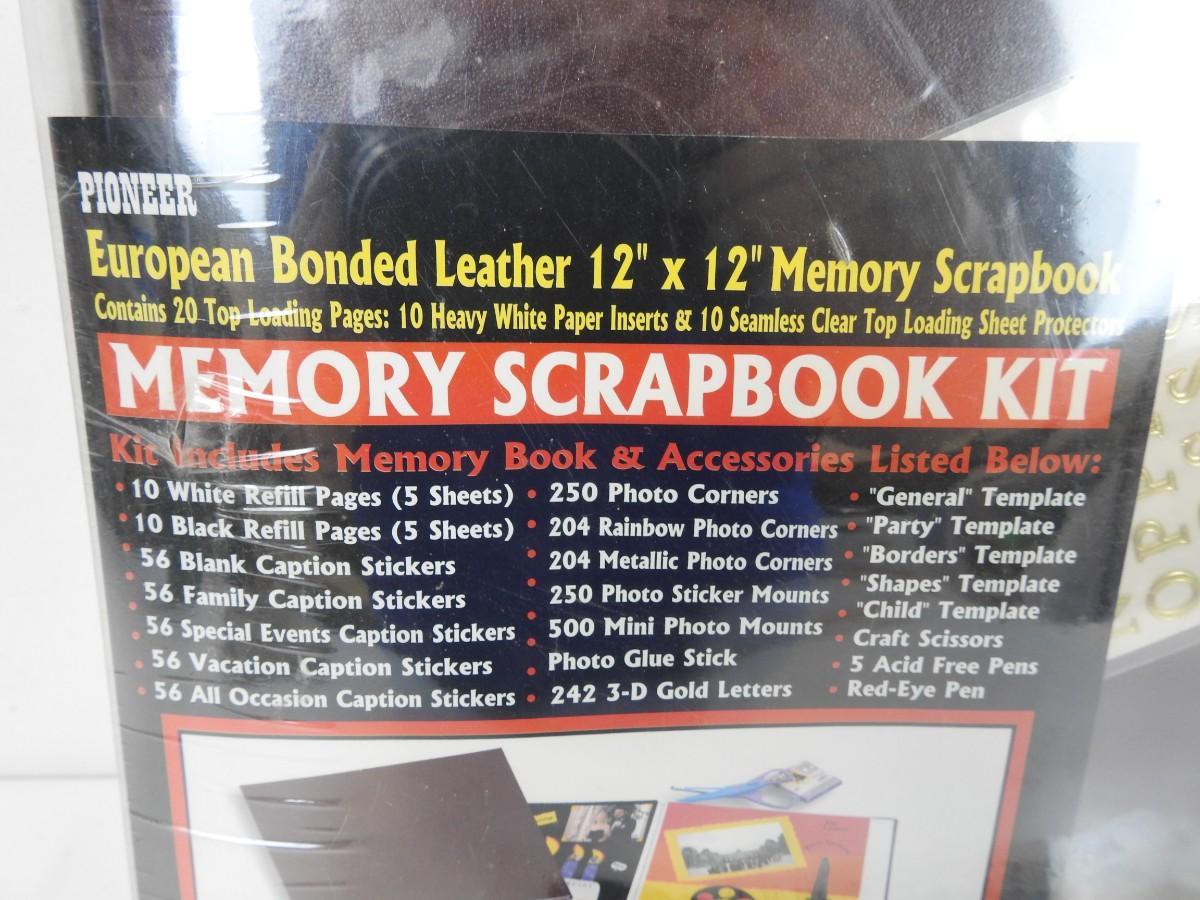 PIONEER
European Bonded Leather 12" x 12" Memory Scrapbook
Contains 20 Top Loading Pages: 10 Heavy White Paper Inserts & 10 Seamless Clear Top Loading Sheet Protectors
MEMORY SCRAPBOOK KIT
Kit Includes Memory Book & Accessories Listed Below:
• 10 White Refill Pages (5 Sheets)
• 10 Black Refill Pages (5 Sheets)
• 56 Blank Caption Stickers
• 56 Family Caption Stickers
• 56 Special Events Caption Stickers
• 56 Vacation Caption Stickers
• 56 All Occasion Caption Stickers
• 250 Photo Corners
• 204 Rainbow Photo Corners
• 204 Metallic Photo Corners
• 250 Photo Sticker Mounts
• 500 Mini Photo Mounts
• Photo Glue Stick
• 242 3-D Gold Letters
• "General" Template
• "Party" Template
• "Borders" Template
• "Shapes" Template
• "Child" Template
• Craft Scissors
• 5 Acid Free Pens
• Red-Eye Pen